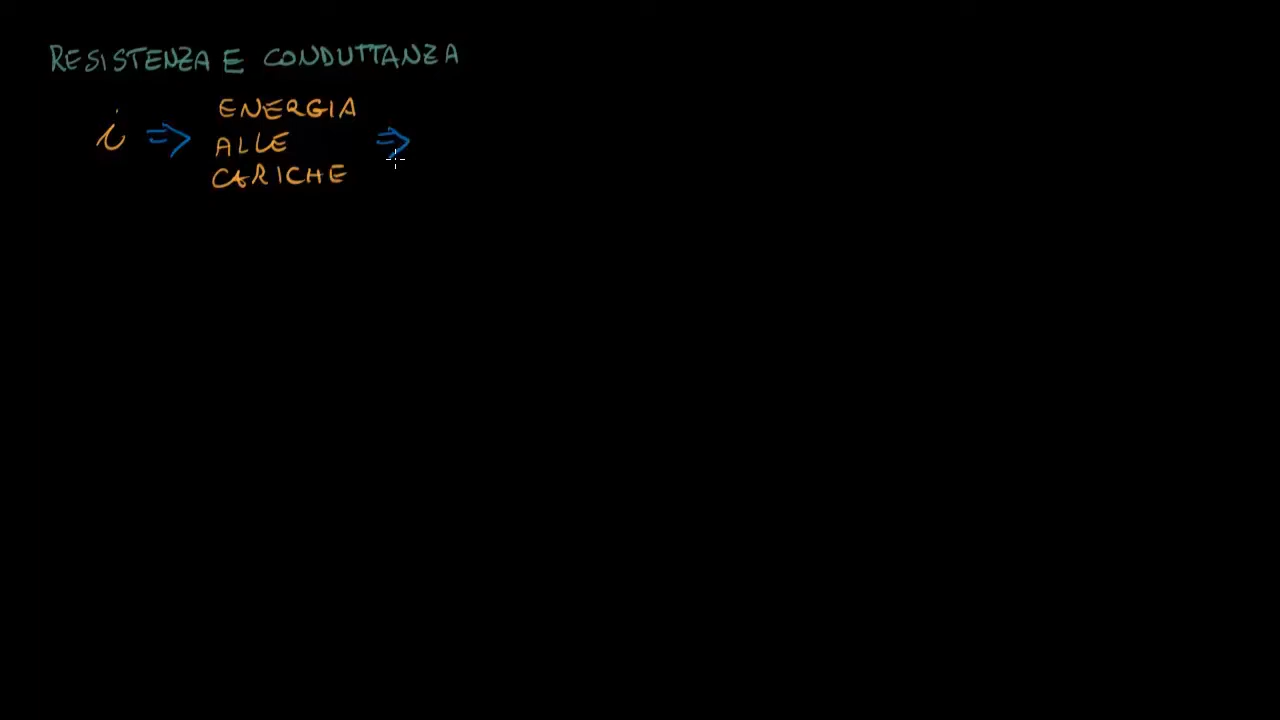 RESISTENZA E CONDUTTANZA
i ⇒ ENERGIA ALLE CARICHE ⇒